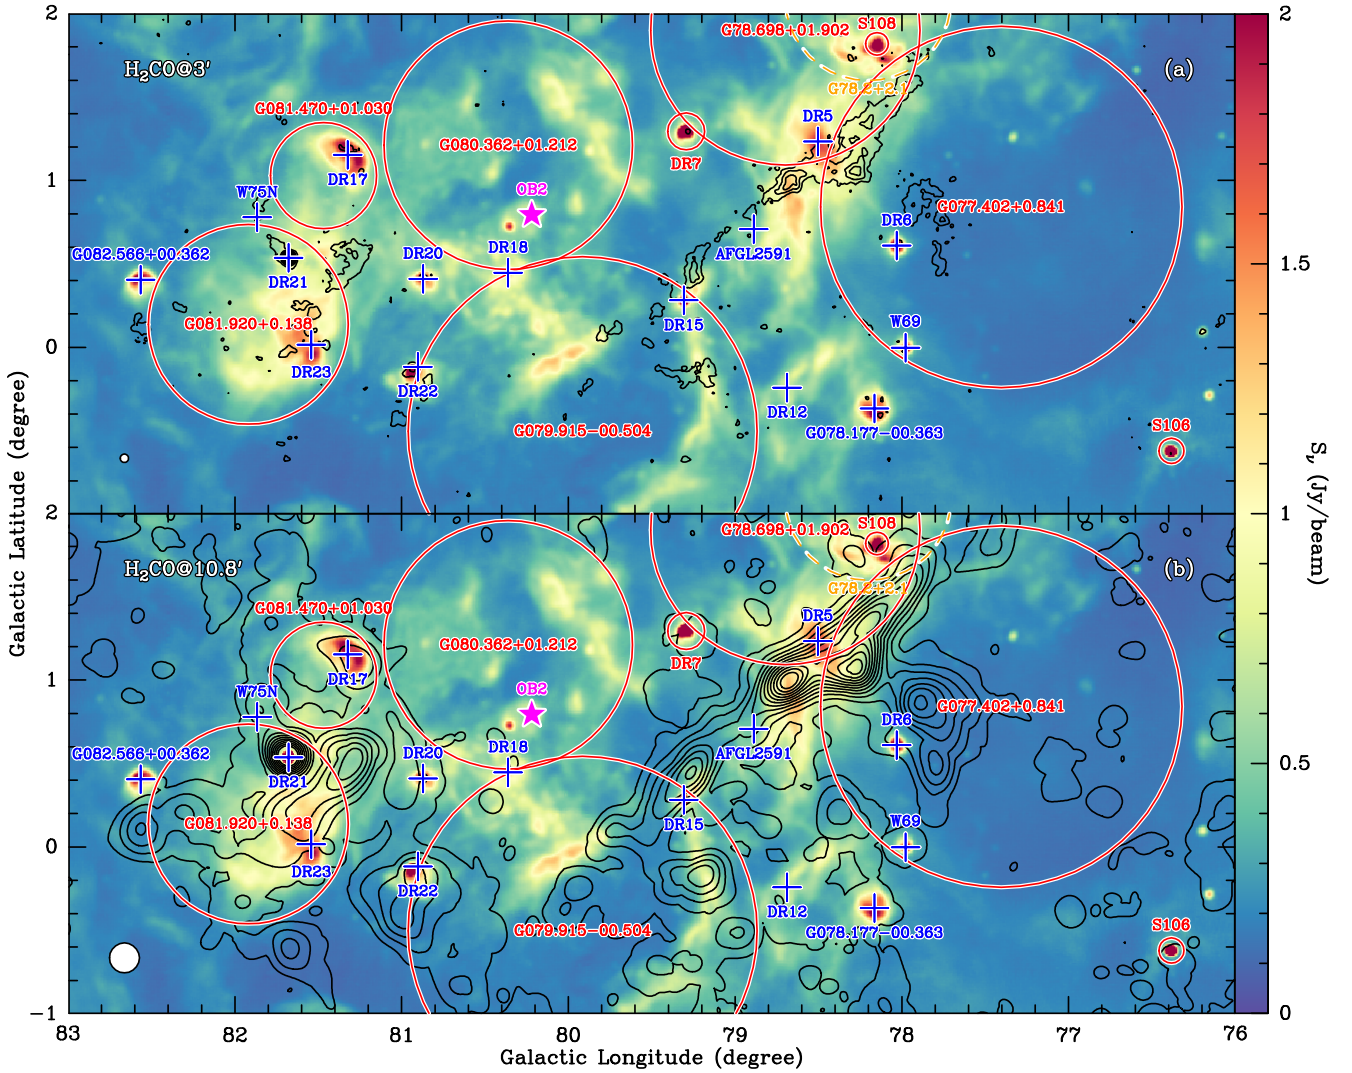 2
H₂CO@3′
(a)
G78.698+01.902
S108
G78.2+2.1
G081.470+01.030
DR17
G080.362+01.212
DR7
DR5
W75N
OB2
G077.402+0.841
DR6
1
G082.566+00.362
DR21
DR20
DR18
AFGL2591
G081.920+0.138
DR15
W69
0
DR23
DR22
DR12
G078.177−00.363
G079.915−00.504
S106
2
H₂CO@10.8′
(b)
G78.698+01.902
S108
G78.2+2.1
G081.470+01.030
DR17
G080.362+01.212
DR7
DR5
W75N
OB2
G077.402+0.841
DR6
1
G082.566+00.362
DR21
DR20
DR18
AFGL2591
G081.920+0.138
DR15
W69
0
DR23
DR22
DR12
G078.177−00.363
G079.915−00.504
S106
−1
83 82 81 80 79 78 77 76
Galactic Longitude (degree)
Galactic Latitude (degree)
2
1.5
1
0.5
0
Sν (Jy/beam)